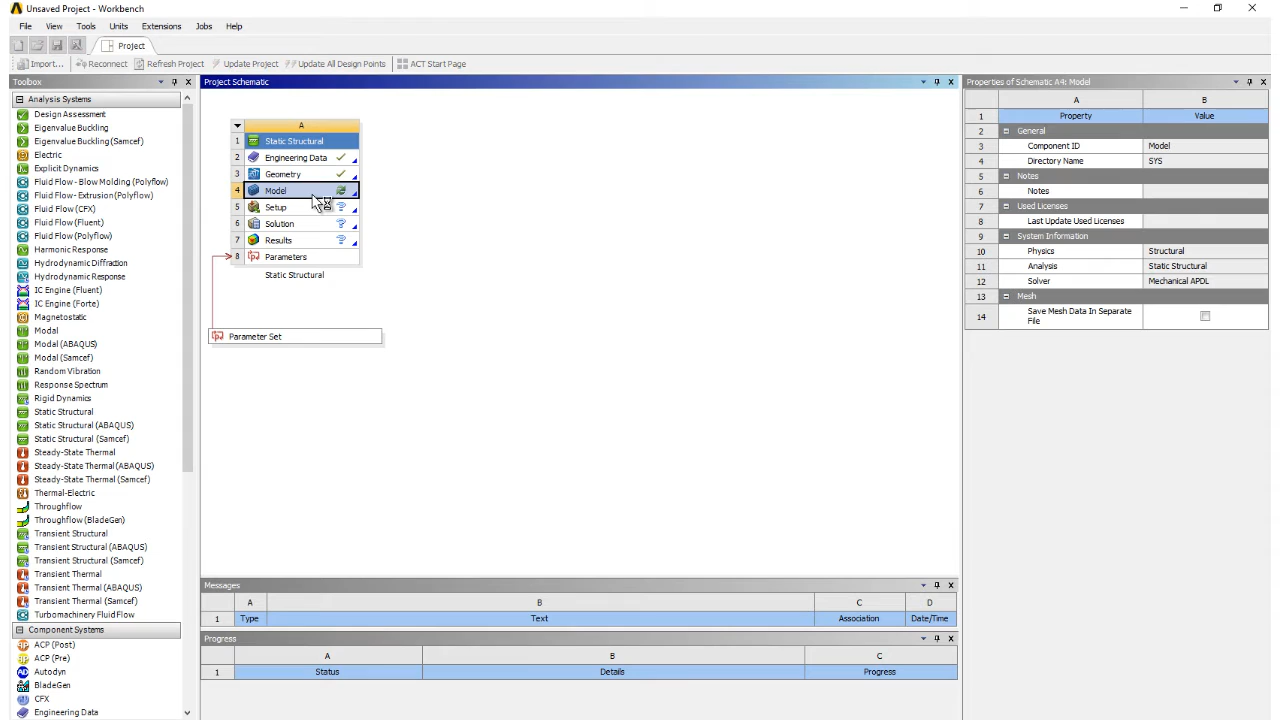 Unsaved Project - Workbench
File View Tools Units Extensions Jobs Help
Project
Import... Reconnect Refresh Project Update Project Update All Design Points ACT Start Page
Toolbox
Analysis Systems
Design Assessment
Eigenvalue Buckling
Eigenvalue Buckling (Samcef)
Electric
Explicit Dynamics
Fluid Flow - Blow Molding (Polyflow)
Fluid Flow- Extrusion (Polyflow)
Fluid Flow (CFX)
Fluid Flow (Fluent)
Fluid Flow (Polyflow)
Harmonic Response
Hydrodynamic Diffraction
Hydrodynamic Response
IC Engine (Fluent)
IC Engine (Forte)
Magnetostatic
Modal
Modal (ABAQUS)
Modal (Samcef)
Random Vibration
Response Spectrum
Rigid Dynamics
Static Structural
Static Structural (ABAQUS)
Static Structural (Samcef)
Steady-State Thermal
Steady-State Thermal (ABAQUS)
Steady-State Thermal (Samcef)
Thermal-Electric
Throughflow
Throughflow (BladeGen)
Transient Structural
Transient Structural (ABAQUS)
Transient Structural (Samcef)
Transient Thermal
Transient Thermal (ABAQUS)
Transient Thermal (Samcef)
Turbomachinery Fluid Flow
Component Systems
ACP (Post)
ACP (Pre)
Autodyn
BladeGen
CFX
Engineering Data
Project Schematic
A
1 Static Structural
2 Engineering Data
3 Geometry
4 Model
5 Setup ?
6 Solution ?
7 Results ?
8 Parameters
Static Structural
Parameter Set
Messages
A B C D
Type Text Association Date/Time
1
Progress
A B C
1 Status Details Progress
Properties of Schematic A4: Model
A B
1 Property Value
2 General
3 Component ID Model
4 Directory Name SYS
5 Notes
6 Notes
7 Used Licenses
8 Last Update Used Licenses
9 System Information
10 Physics Structural
11 Analysis Static Structural
12 Solver Mechanical APDL
13 Mesh
14 Save Mesh Data In Separate
File